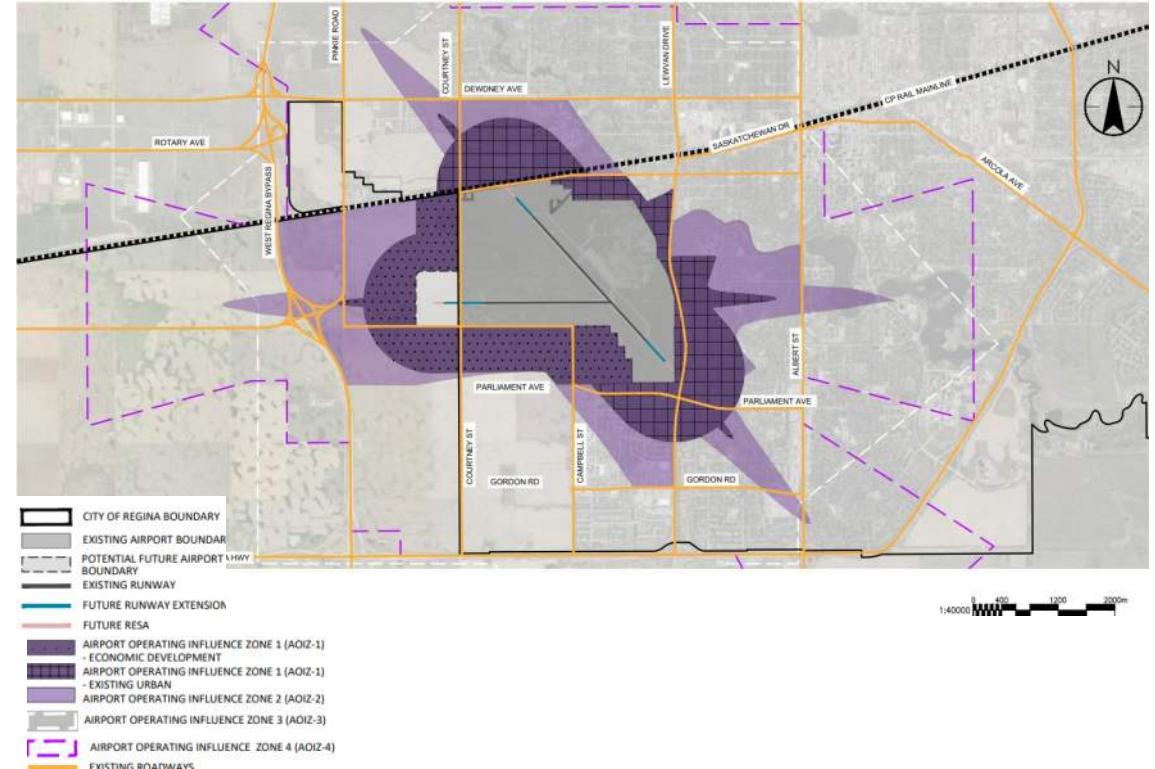 PINKIE ROAD
COURTNEY ST
LEWVAN DRIVE
N
DEWDNEY AVE
CP RAIL MAINLINE
SASKATCHEWAN DR
ROTARY AVE
ARCOLA AVE
WEST REGINA BYPASS
ALBERT ST
PARLIAMENT AVE
PARLIAMENT AVE
COURTNEY ST
CAMPBELL ST
GORDON RD
GORDON RD
CITY OF REGINA BOUNDARY
EXISTING AIRPORT BOUNDAR
POTENTIAL FUTURE AIRPORT
A HWY
BOUNDARY
EXISTING RUNWAY
FUTURE RUNWAY EXTENSION
FUTURE RESA
AIRPORT OPERATING INFLUENCE ZONE 1 (AOIZ-1)
- ECONOMIC DEVELOPMENT
AIRPORT OPERATING INFLUENCE ZONE 1 (AOIZ-1)
- EXISTING URBAN
AIRPORT OPERATING INFLUENCE ZONE 2 (AOIZ-2)
AIRPORT OPERATING INFLUENCE ZONE 3 (AOIZ-3)
AIRPORT OPERATING INFLUENCE ZONE 4 (AOIZ-4)
EXISTING ROADWAYS
0 400 1200 2000m
1:40000